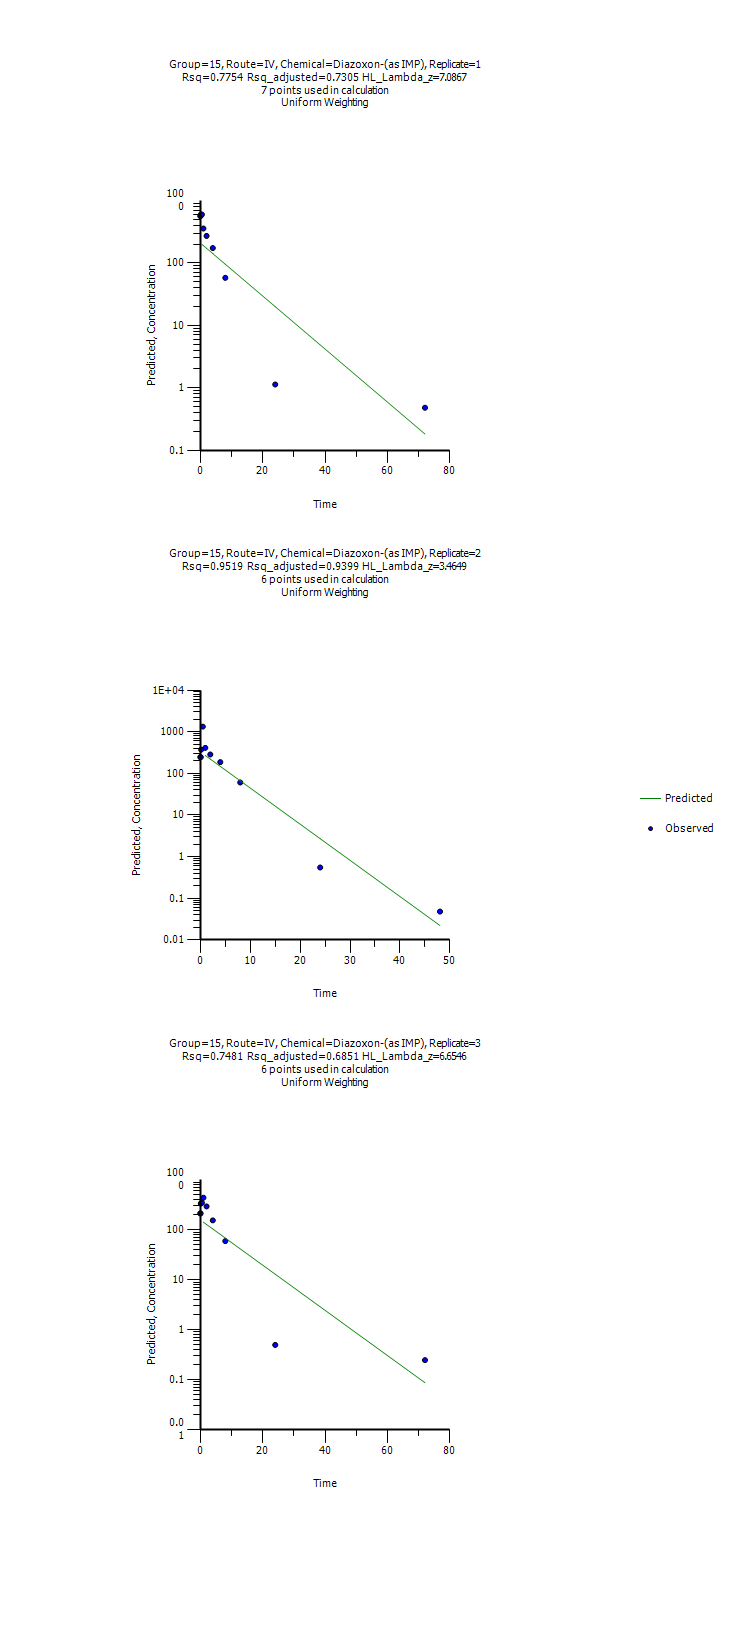 Group=15, Route=IV, Chemical=Diazoxon-(as IMP), Replicate=1
Rsq=0.7754 Rsq_adjusted=0.7305 HL_Lambda_z=7.0867
7 points used in calculation
Uniform Weighting
100
0
100
10
1
0.1
Predicted, Concentration
0 20 40 60 80
Time
Group=15, Route=IV, Chemical=Diazoxon-(as IMP), Replicate=2
Rsq=0.9519 Rsq_adjusted=0.9399 HL_Lambda_z=3.4649
6 points used in calculation
Uniform Weighting
1E+04
1000
100
10
1
0.1
0.01
Predicted, Concentration
0 10 20 30 40 50
Time
Predicted
Observed
Group=15, Route=IV, Chemical=Diazoxon-(as IMP), Replicate=3
Rsq=0.7481 Rsq_adjusted=0.6851 HL_Lambda_z=6.6546
6 points used in calculation
Uniform Weighting
100
0
100
10
1
0.1
0.0
1
Predicted, Concentration
0 20 40 60 80
Time